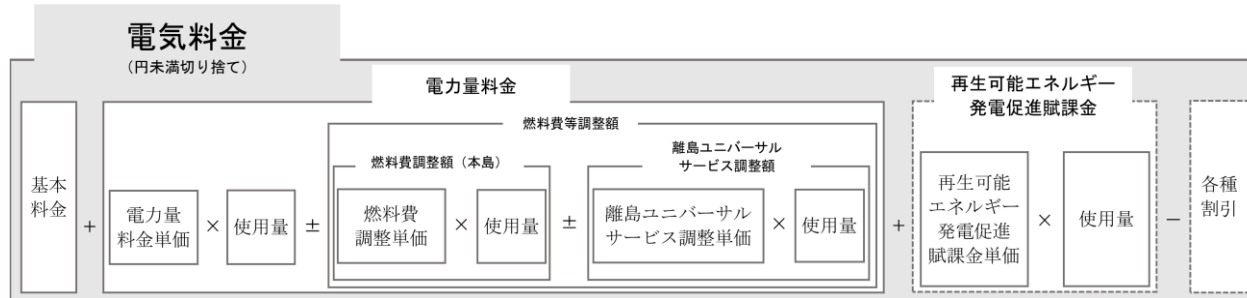 電気料金
(円未満切り捨て)
電力量料金
再生可能エネルギー
発電促進賦課金
燃料費等調整額
燃料費調整額（本島）
離島ユニバーサル
サービス調整額
基本
料金
+
電力量
料金単価
×
使用量
±
燃料費
調整単価
×
使用量
±
離島ユニバーサル
サービス調整単価
×
使用量
+
再生可能
エネルギー
発電促進
賦課金単価
×
使用量
−
各種
割引